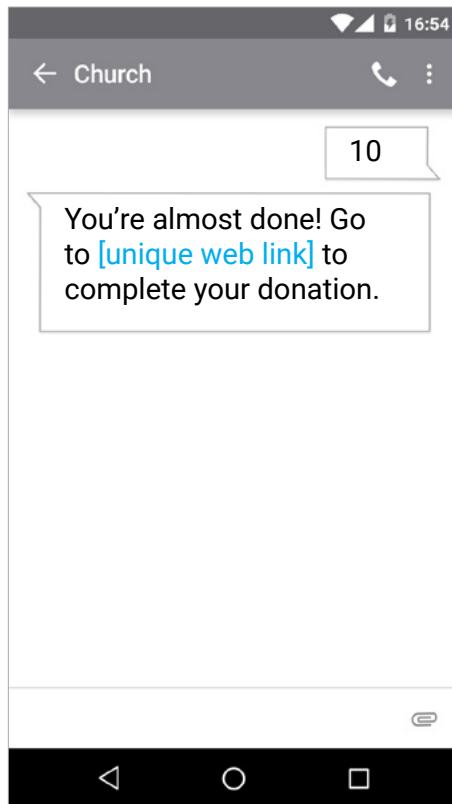 16:54
Church
10
You’re almost done! Go
to [unique web link] to
complete your donation.